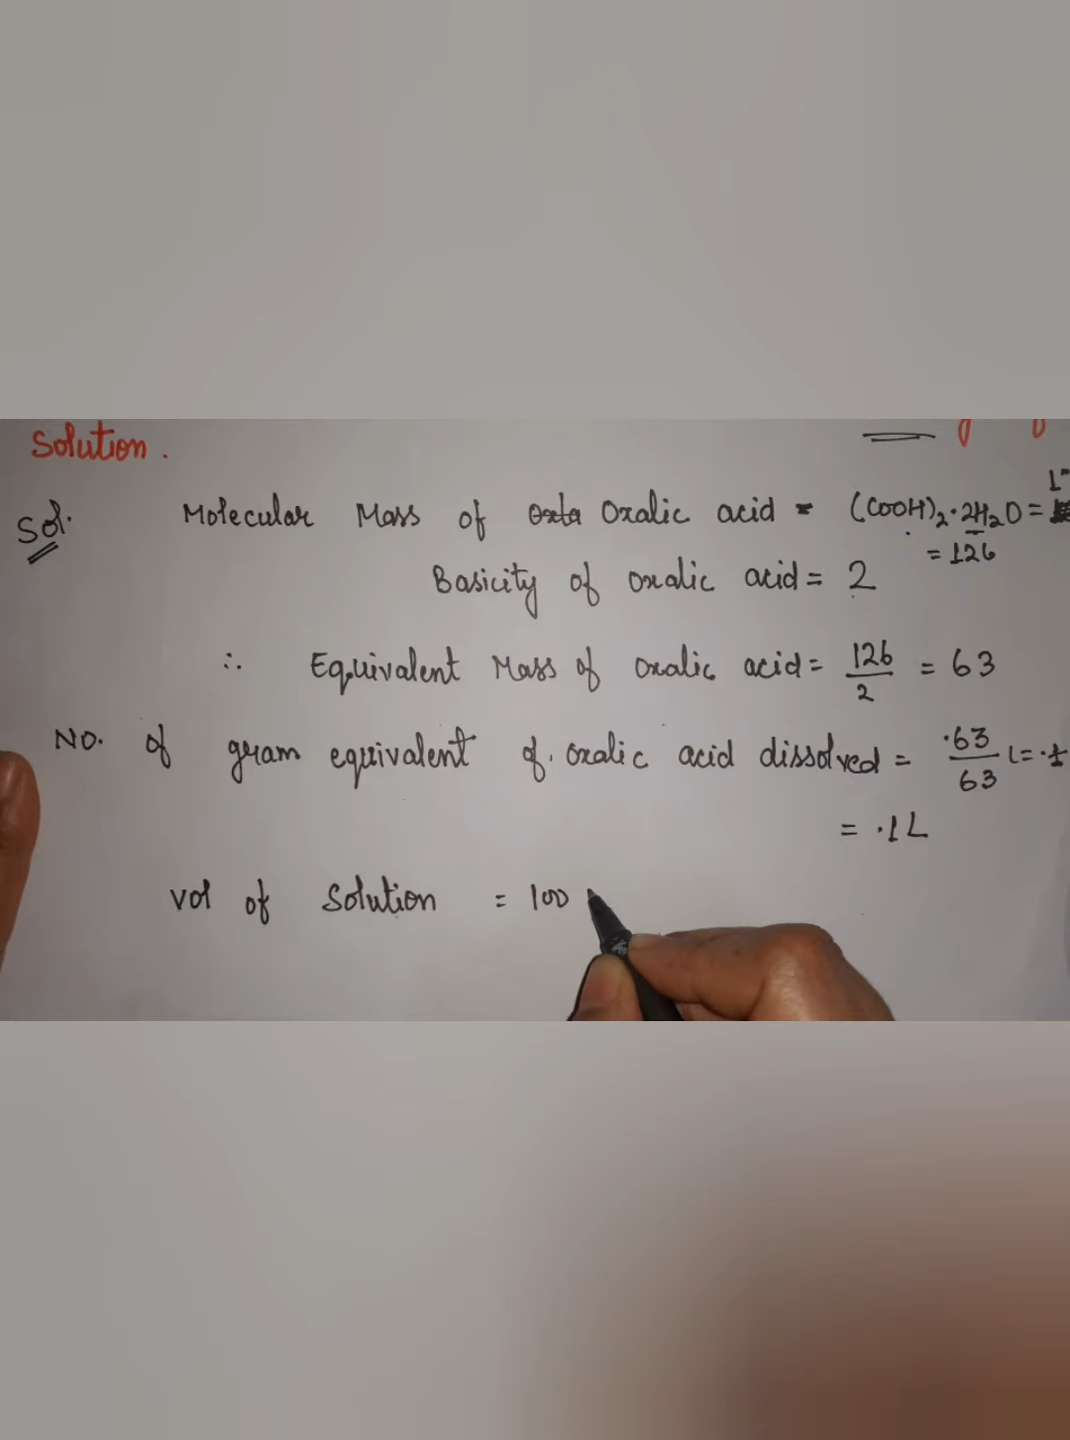 Solution.
Sol. Molecular Mass of Oxalic acid = (COOH)₂·2H₂O =
= 126
Basicity of oxalic acid = 2
∴ Equivalent Mass of oxalic acid = 126/2 = 63
No. of gram equivalent of oxalic acid dissolved = .63/63
= .1L
Vol of Solution = 100